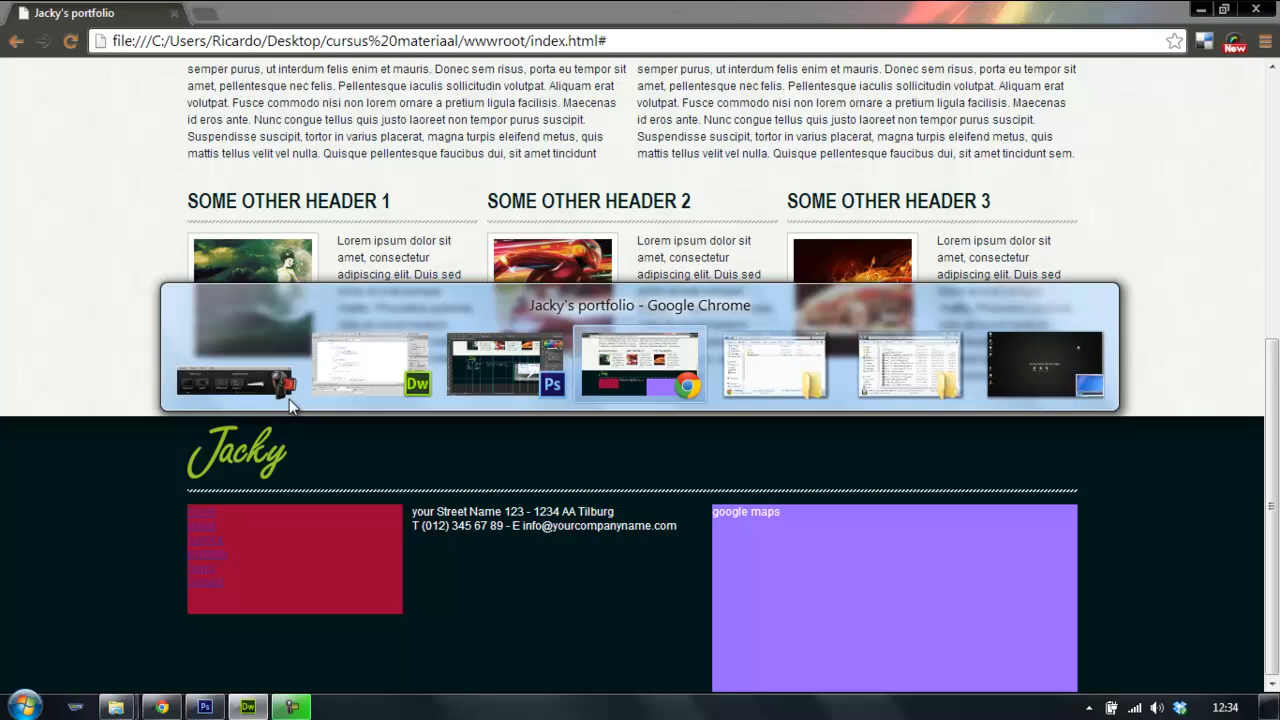 Jacky's portfolio
file:///C:/Users/Ricardo/Desktop/cursus%20materiaal/wwwroot/index.html#
New
semper purus, ut interdum felis enim et mauris. Donec sem risus, porta eu tempor sit
amet, pellentesque nec felis. Pellentesque iaculis sollicitudin volutpat. Aliquam erat
volutpat. Fusce commodo nisi non lorem ornare a pretium ligula facilisis. Maecenas
id eros ante. Nunc congue tellus quis justo laoreet non tempor purus suscipit.
Suspendisse suscipit, tortor in varius placerat, magna turpis eleifend metus, quis
mattis tellus velit vel nulla. Quisque pellentesque faucibus dui, sit amet tincidunt
semper purus, ut interdum felis enim et mauris. Donec sem risus, porta eu tempor sit
amet, pellentesque nec felis. Pellentesque iaculis sollicitudin volutpat. Aliquam erat
volutpat. Fusce commodo nisi non lorem ornare a pretium ligula facilisis. Maecenas
id eros ante. Nunc congue tellus quis justo laoreet non tempor purus suscipit.
Suspendisse suscipit, tortor in varius placerat, magna turpis eleifend metus, quis
mattis tellus velit vel nulla. Quisque pellentesque faucibus dui, sit amet tincidunt sem.
SOME OTHER HEADER 1
Lorem ipsum dolor sit
amet, consectetur
adipiscing elit. Duis sed
SOME OTHER HEADER 2
Lorem ipsum dolor sit
amet, consectetur
adipiscing elit. Duis sed
SOME OTHER HEADER 3
Lorem ipsum dolor sit
amet, consectetur
adipiscing elit. Duis sed
Jacky's portfolio - Google Chrome
Dw
Ps
Jacky
your Street Name 123 - 1234 AA Tilburg
T (012) 345 67 89 - E info@yourcompanyname.com
google maps
Ps
Dw
12:34